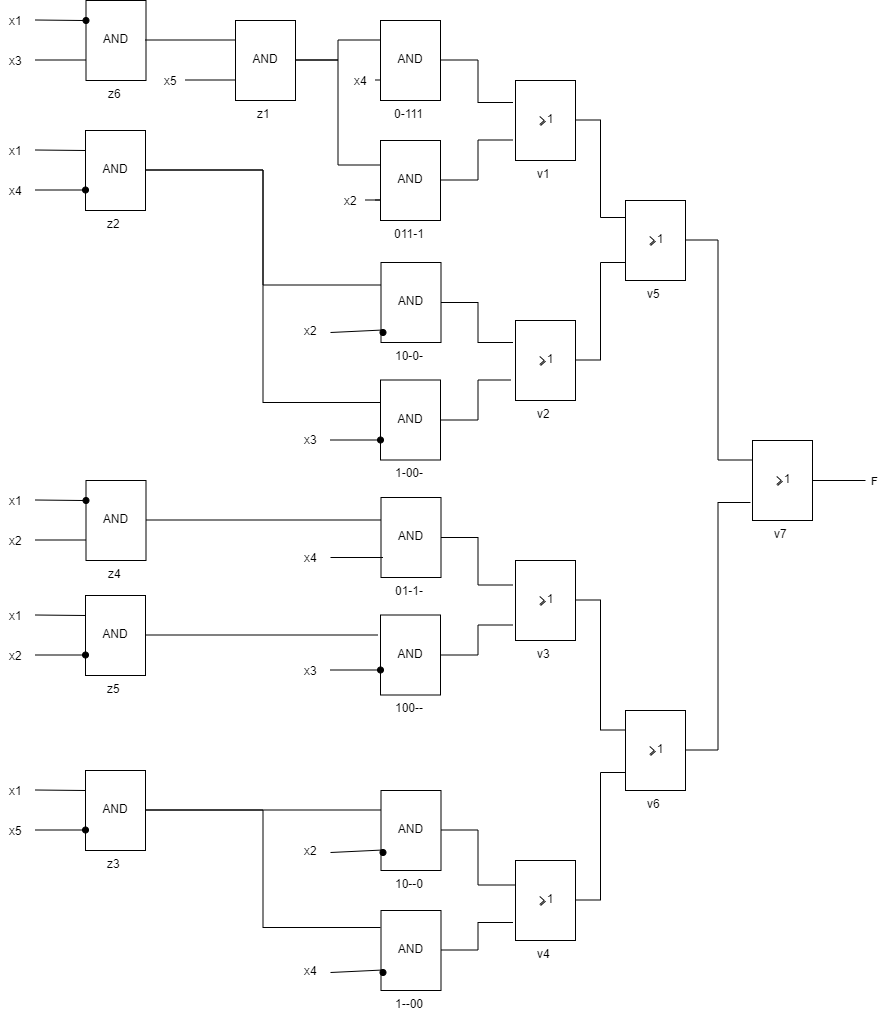 x1
AND
x3
z6
AND
x5
z1
AND
x4
0-111
≥1
v1
x1
AND
x4
z2
AND
x2
011-1
≥1
v5
AND
x2
10-0-
≥1
v2
AND
x3
1-00-
≥1
v7
F
x1
AND
x2
z4
AND
x4
01-1-
≥1
v3
x1
AND
x2
z5
AND
x3
100--
≥1
v6
x1
AND
x5
z3
AND
x2
10--0
≥1
v4
AND
x4
1--00